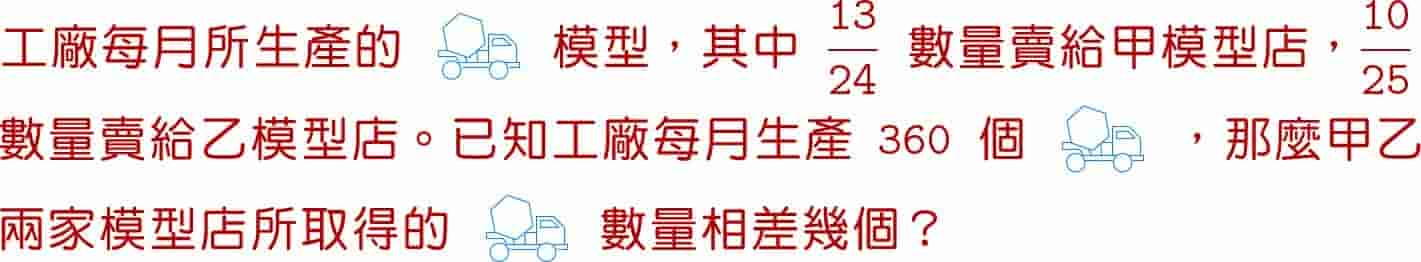 工廠每月所生產的 模型，其中 13/24 數量賣給甲模型店，10/25
數量賣給乙模型店。已知工廠每月生產 360 個 ，那麼甲乙
兩家模型店所取得的 數量相差幾個？